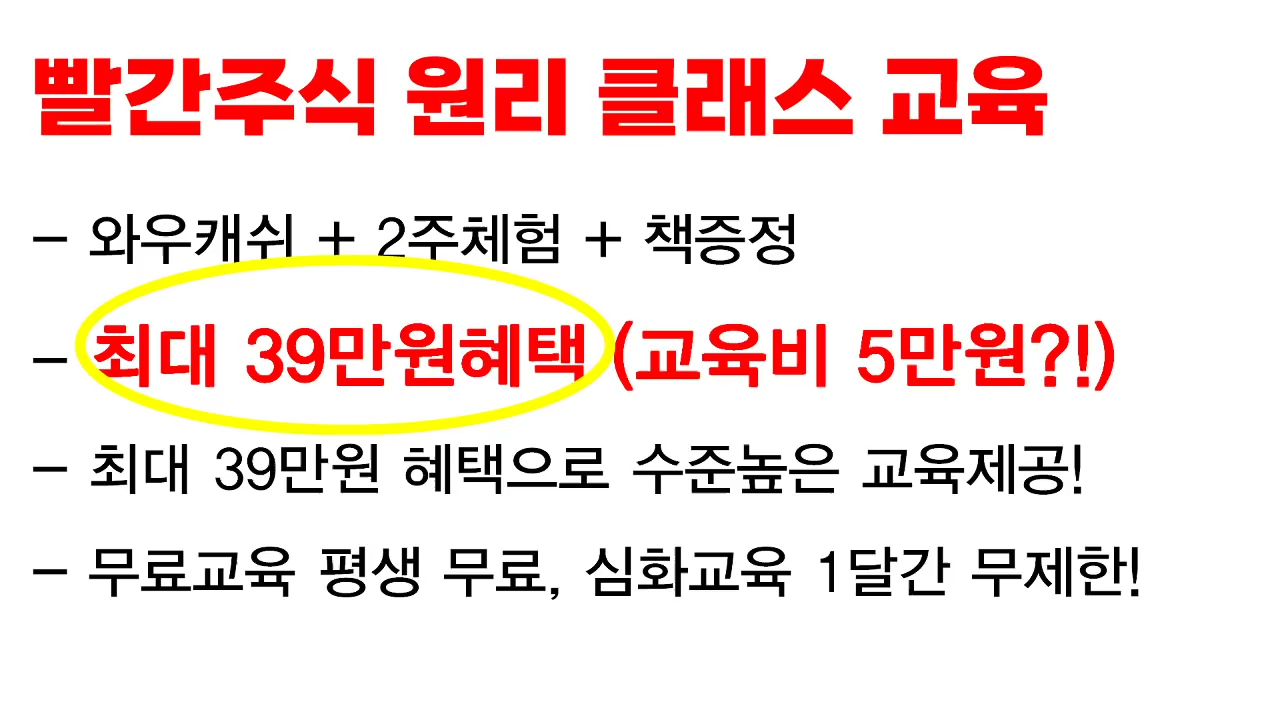 빨간주식 원리 클래스 교육
- 와우캐쉬 + 2주체험 + 책증정
- 최대 39만원혜택 (교육비 5만원?!)
- 최대 39만원 혜택으로 수준높은 교육제공!
- 무료교육 평생 무료, 심화교육 1달간 무제한!